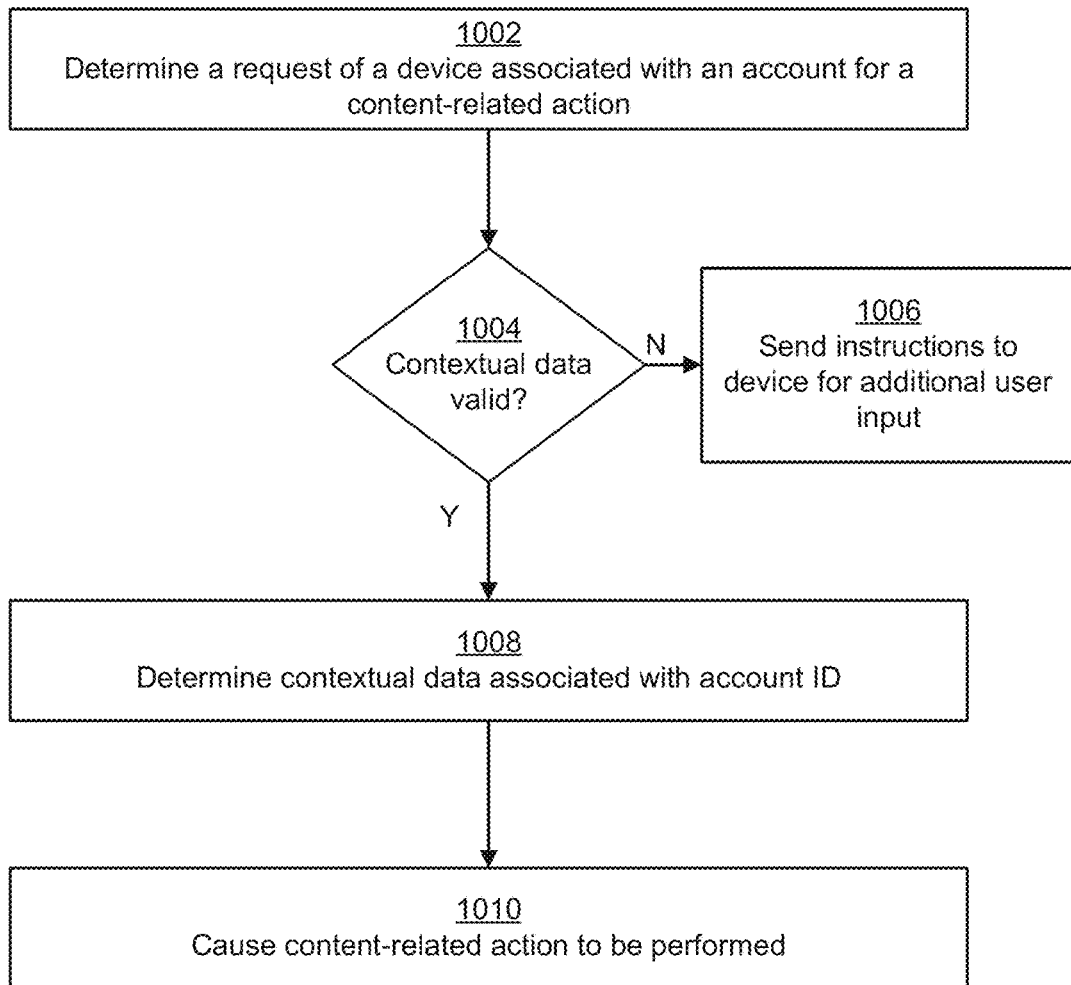 1002
Determine a request of a device associated with an account for a
content-related action
1004
Contextual data
valid?
N
1006
Send instructions to
device for additional user
input
Y
1008
Determine contextual data associated with account ID
1010
Cause content-related action to be performed